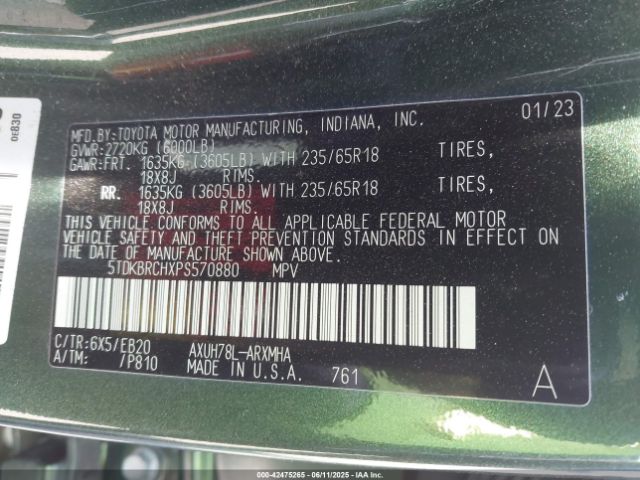 MFD.BY:TOYOTA MOTOR MANUFACTURING, INDIANA, INC. 01/23
GVWR:2720KG (6000LB)
GAWR:FRT. 1635KG (3605LB) WITH 235/65R18 TIRES,
18X8J RIMS.
RR. 1635KG (3605LB) WITH 235/65R18 TIRES,
18X8J RIMS.
THIS VEHICLE CONFORMS TO ALL APPLICABLE FEDERAL MOTOR
VEHICLE SAFETY AND THEFT PREVENTION STANDARDS IN EFFECT ON
THE DATE OF MANUFACTURE SHOWN ABOVE.
5TDKBRCHXPS570880 MPV
C/TR:6X5/EB20 AXUH78L-ARXMHA
A/TM: /P810 MADE IN U.S.A. 761 A
0E830
000-42475265 - 06/11/2025 - IAAI.COM